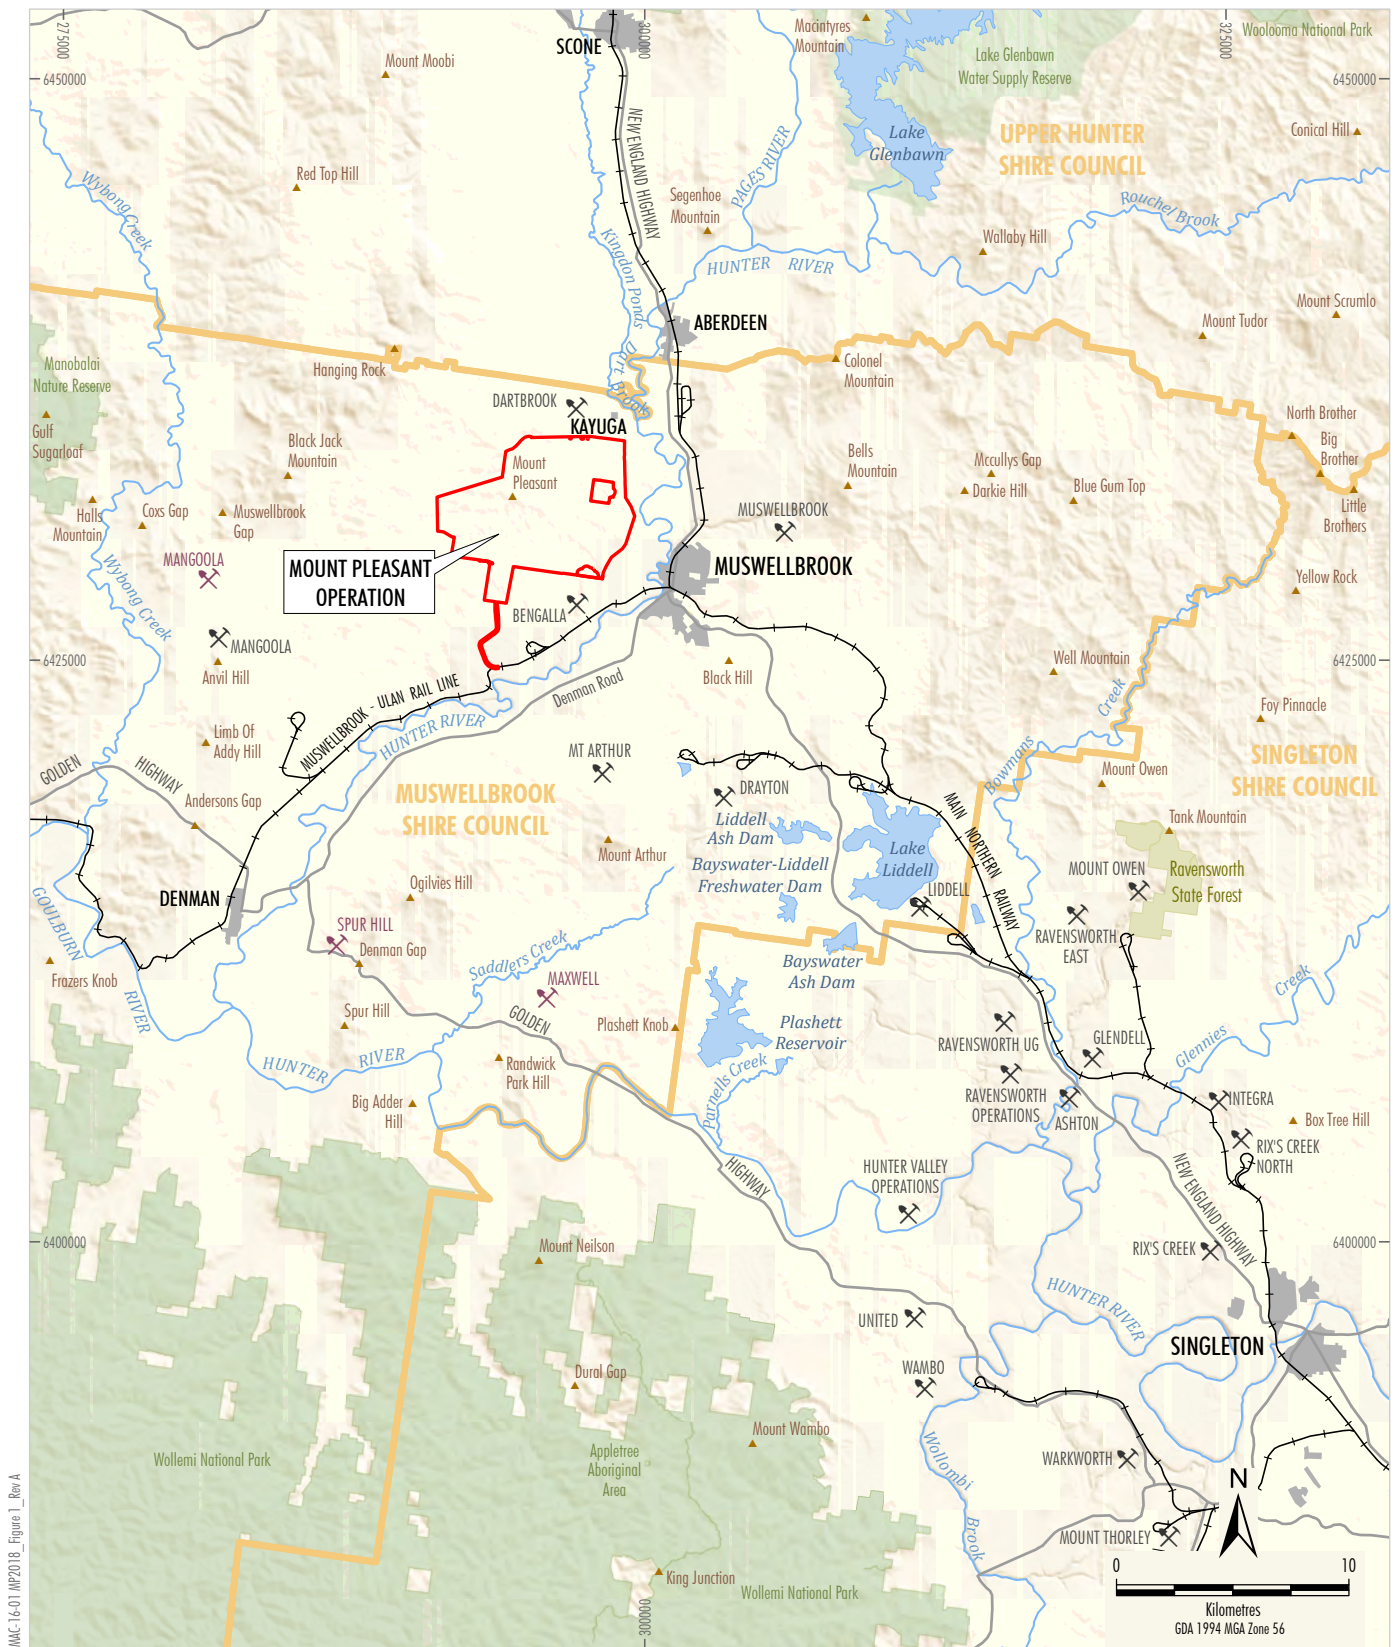 275000
300000
325000
Woolooma National Park
SCONE
Macintyres
Mountain
Mount Moobi
Lake Glenbawn
Water Supply Reserve
6450000
6450000
NEW ENGLAND HIGHWAY
PAGES RIVER
Lake
Glenbawn
UPPER HUNTER
SHIRE COUNCIL
Conical Hill
Wybong Creek
Red Top Hill
Segenhoe
Mountain
Rouchel Brook
Kingdon Ponds
Wallaby Hill
HUNTER RIVER
Mount Scrumlo
Mount Tudor
ABERDEEN
Manobalai
Nature Reserve
Hanging Rock
Dart Brook
Colonel
Mountain
DARTBROOK
KAYUGA
North Brother
Big
Brother
Gulf
Sugarloaf
Black Jack
Mountain
Mount
Pleasant
Bells
Mountain
Mccullys Gap
Darkie Hill
Blue Gum Top
Little
Brothers
Halls
Mountain
Coxs Gap
Muswellbrook
Gap
MUSWELLBROOK
MANGOOLA
MOUNT PLEASANT
OPERATION
MUSWELLBROOK
Yellow Rock
Wybong Creek
BENGALLA
MANGOOLA
6425000
6425000
Anvil Hill
Black Hill
Well Mountain
MUSWELLBROOK - ULAN RAIL LINE
Denman Road
Creek
Foy Pinnacle
Limb Of
Addy Hill
HUNTER RIVER
GOLDEN
HIGHWAY
MT ARTHUR
Bowmans
SINGLETON
SHIRE COUNCIL
Mount Owen
DRAYTON
Andersons Gap
MUSWELLBROOK
SHIRE COUNCIL
Liddell
Ash Dam
MAIN NORTHERN RAILWAY
Tank Mountain
Mount Arthur
Lake
Liddell
Bayswater-Liddell
Freshwater Dam
MOUNT OWEN
Ravensworth
State Forest
Ogilvies Hill
DENMAN
LIDDELL
GOULBURN
RIVER
SPUR HILL
RAVENSWORTH
EAST
Denman Gap
Saddlers Creek
Frazers Knob
Bayswater
Ash Dam
MAXWELL
Creek
Spur Hill
GOLDEN
Plashett Knob
Plashett
Reservoir
RAVENSWORTH UG
GLENDELL
Glennies
HUNTER RIVER
Randwick
Park Hill
Parnells Creek
RAVENSWORTH
OPERATIONS
INTEGRA
Big Adder
Hill
ASHTON
Box Tree Hill
RIX'S CREEK
NORTH
HIGHWAY
HUNTER VALLEY
OPERATIONS
NEW ENGLAND HIGHWAY
6400000
6400000
Mount Neilson
RIX'S CREEK
HUNTER RIVER
UNITED
SINGLETON
WAMBO
Dural Gap
Mount Wambo
Wollemi National Park
Appletree
Aboriginal
Area
Wollombi
Brook
WARKWORTH
N
MOUNT THORLEY
King Junction
Wollemi National Park
0
10
Kilometres
GDA 1994 MGA Zone 56
300000
MAC-16-01 MP2018_Figure 1_Rev A